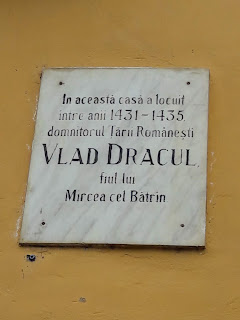 In această casă a locuit
între anii 1431-1435
domnitorul Țării Românești
VLAD DRACUL
fiul lui
Mircea cel Bătrîn